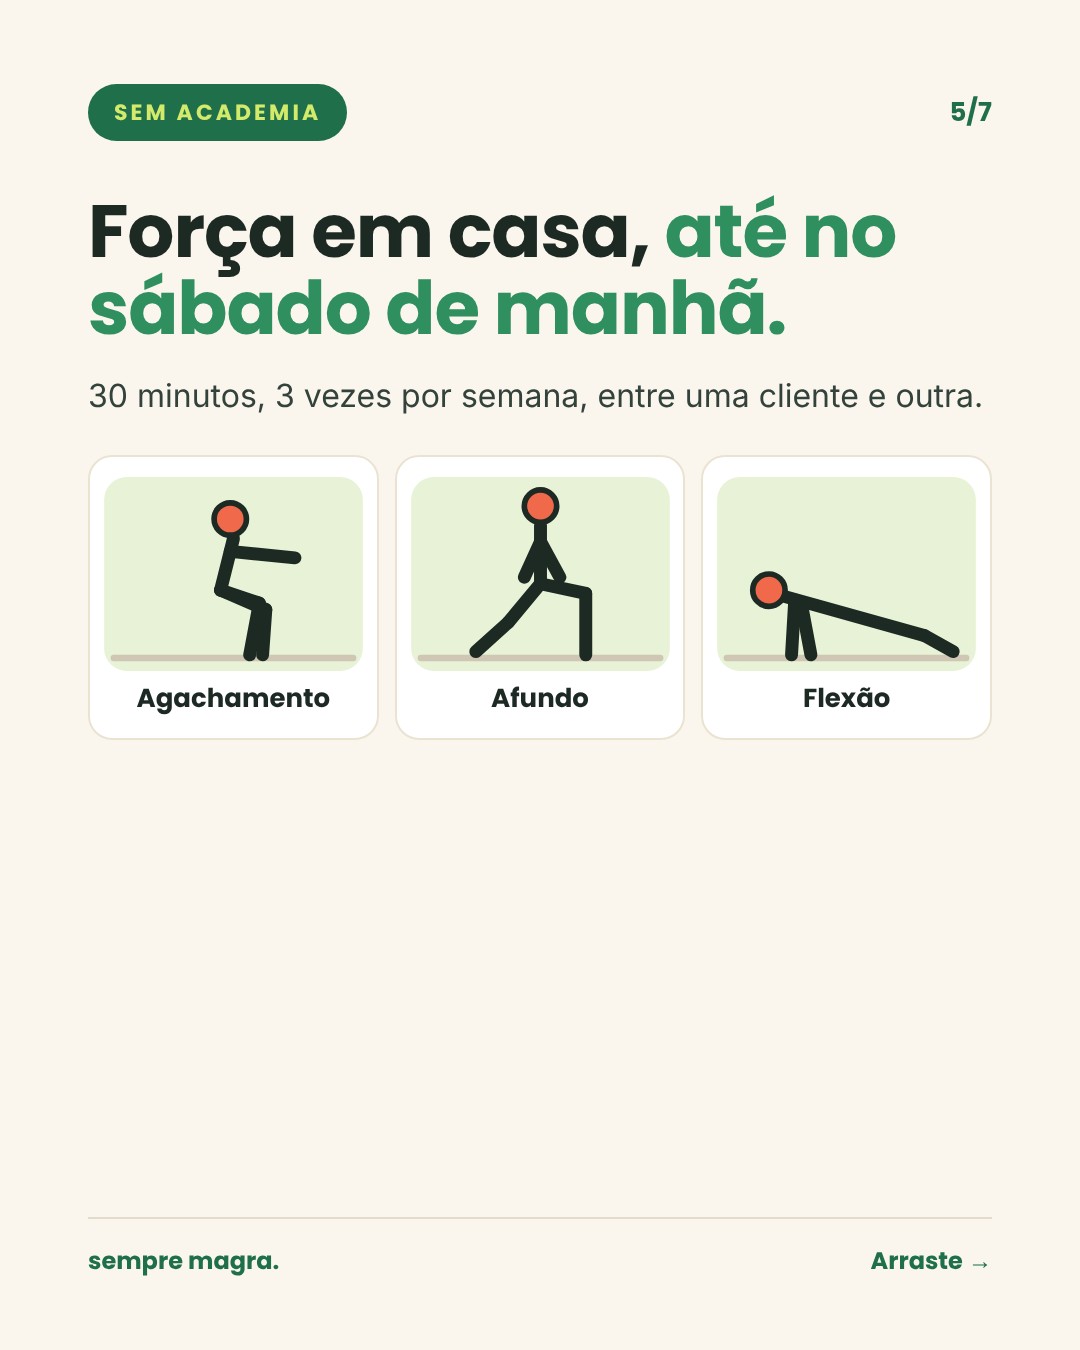 SEM ACADEMIA
5/7
Força em casa, até no
sábado de manhã.
30 minutos, 3 vezes por semana, entre uma cliente e outra.
Agachamento
Afundo
Flexão
sempre magra.
Arraste →